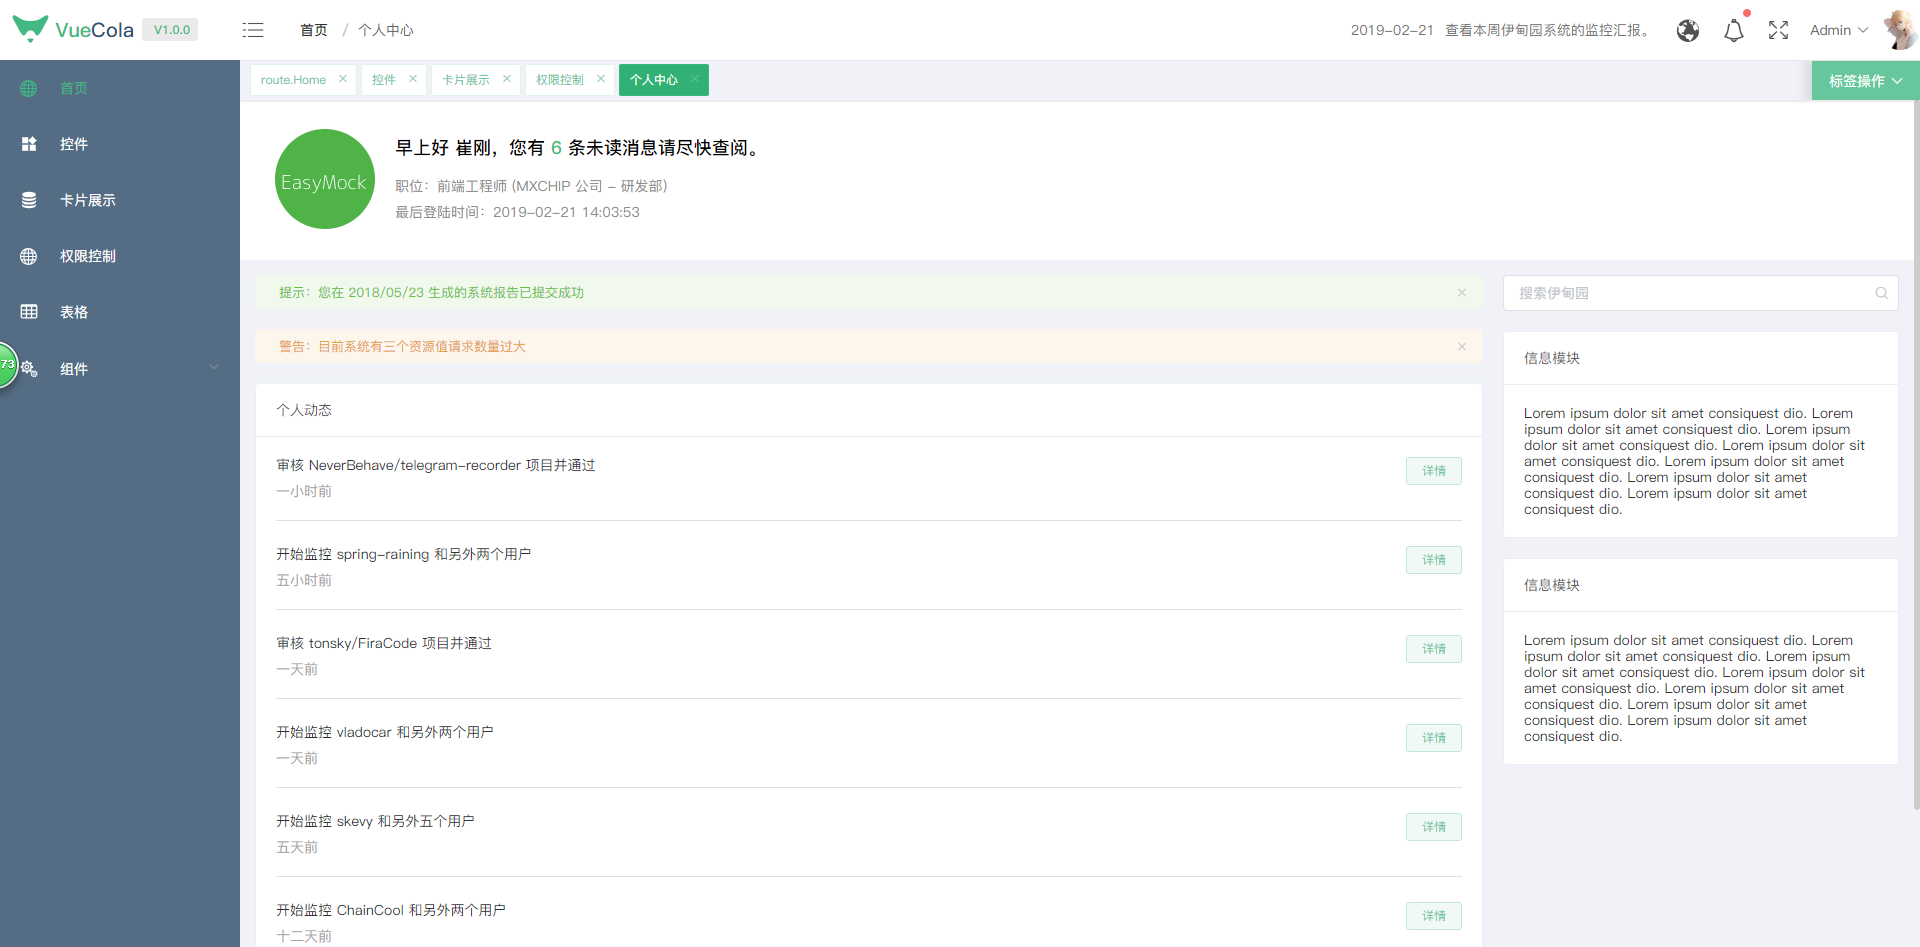 VueCola V1.0.0
首页 / 个人中心
2019-02-21 查看本周伊甸园系统的监控汇报。
Admin
首页
控件
卡片展示
权限控制
表格
73
组件
route.Home ×
控件 ×
卡片展示 ×
权限控制 ×
个人中心 ×
标签操作
EasyMock
早上好 崔刚，您有 6 条未读消息请尽快查阅。
职位：前端工程师 (MXCHIP 公司 - 研发部)
最后登陆时间：2019-02-21 14:03:53
提示：您在 2018/05/23 生成的系统报告已提交成功 ×
警告：目前系统有三个资源值请求数量过大 ×
个人动态
审核 NeverBehave/telegram-recorder 项目并通过
一小时前
详情
开始监控 spring-raining 和另外两个用户
五小时前
详情
审核 tonsky/FiraCode 项目并通过
一天前
详情
开始监控 vladocar 和另外两个用户
一天前
详情
开始监控 skevy 和另外五个用户
五天前
详情
开始监控 ChainCool 和另外两个用户
十二天前
详情
搜索伊甸园
信息模块
Lorem ipsum dolor sit amet consiquest dio. Lorem
ipsum dolor sit amet consiquest dio. Lorem ipsum
dolor sit amet consiquest dio. Lorem ipsum dolor sit
amet consiquest dio. Lorem ipsum dolor sit amet
consiquest dio. Lorem ipsum dolor sit amet
consiquest dio. Lorem ipsum dolor sit amet
consiquest dio.
信息模块
Lorem ipsum dolor sit amet consiquest dio. Lorem
ipsum dolor sit amet consiquest dio. Lorem ipsum
dolor sit amet consiquest dio. Lorem ipsum dolor sit
amet consiquest dio. Lorem ipsum dolor sit amet
consiquest dio. Lorem ipsum dolor sit amet
consiquest dio. Lorem ipsum dolor sit amet
consiquest dio.